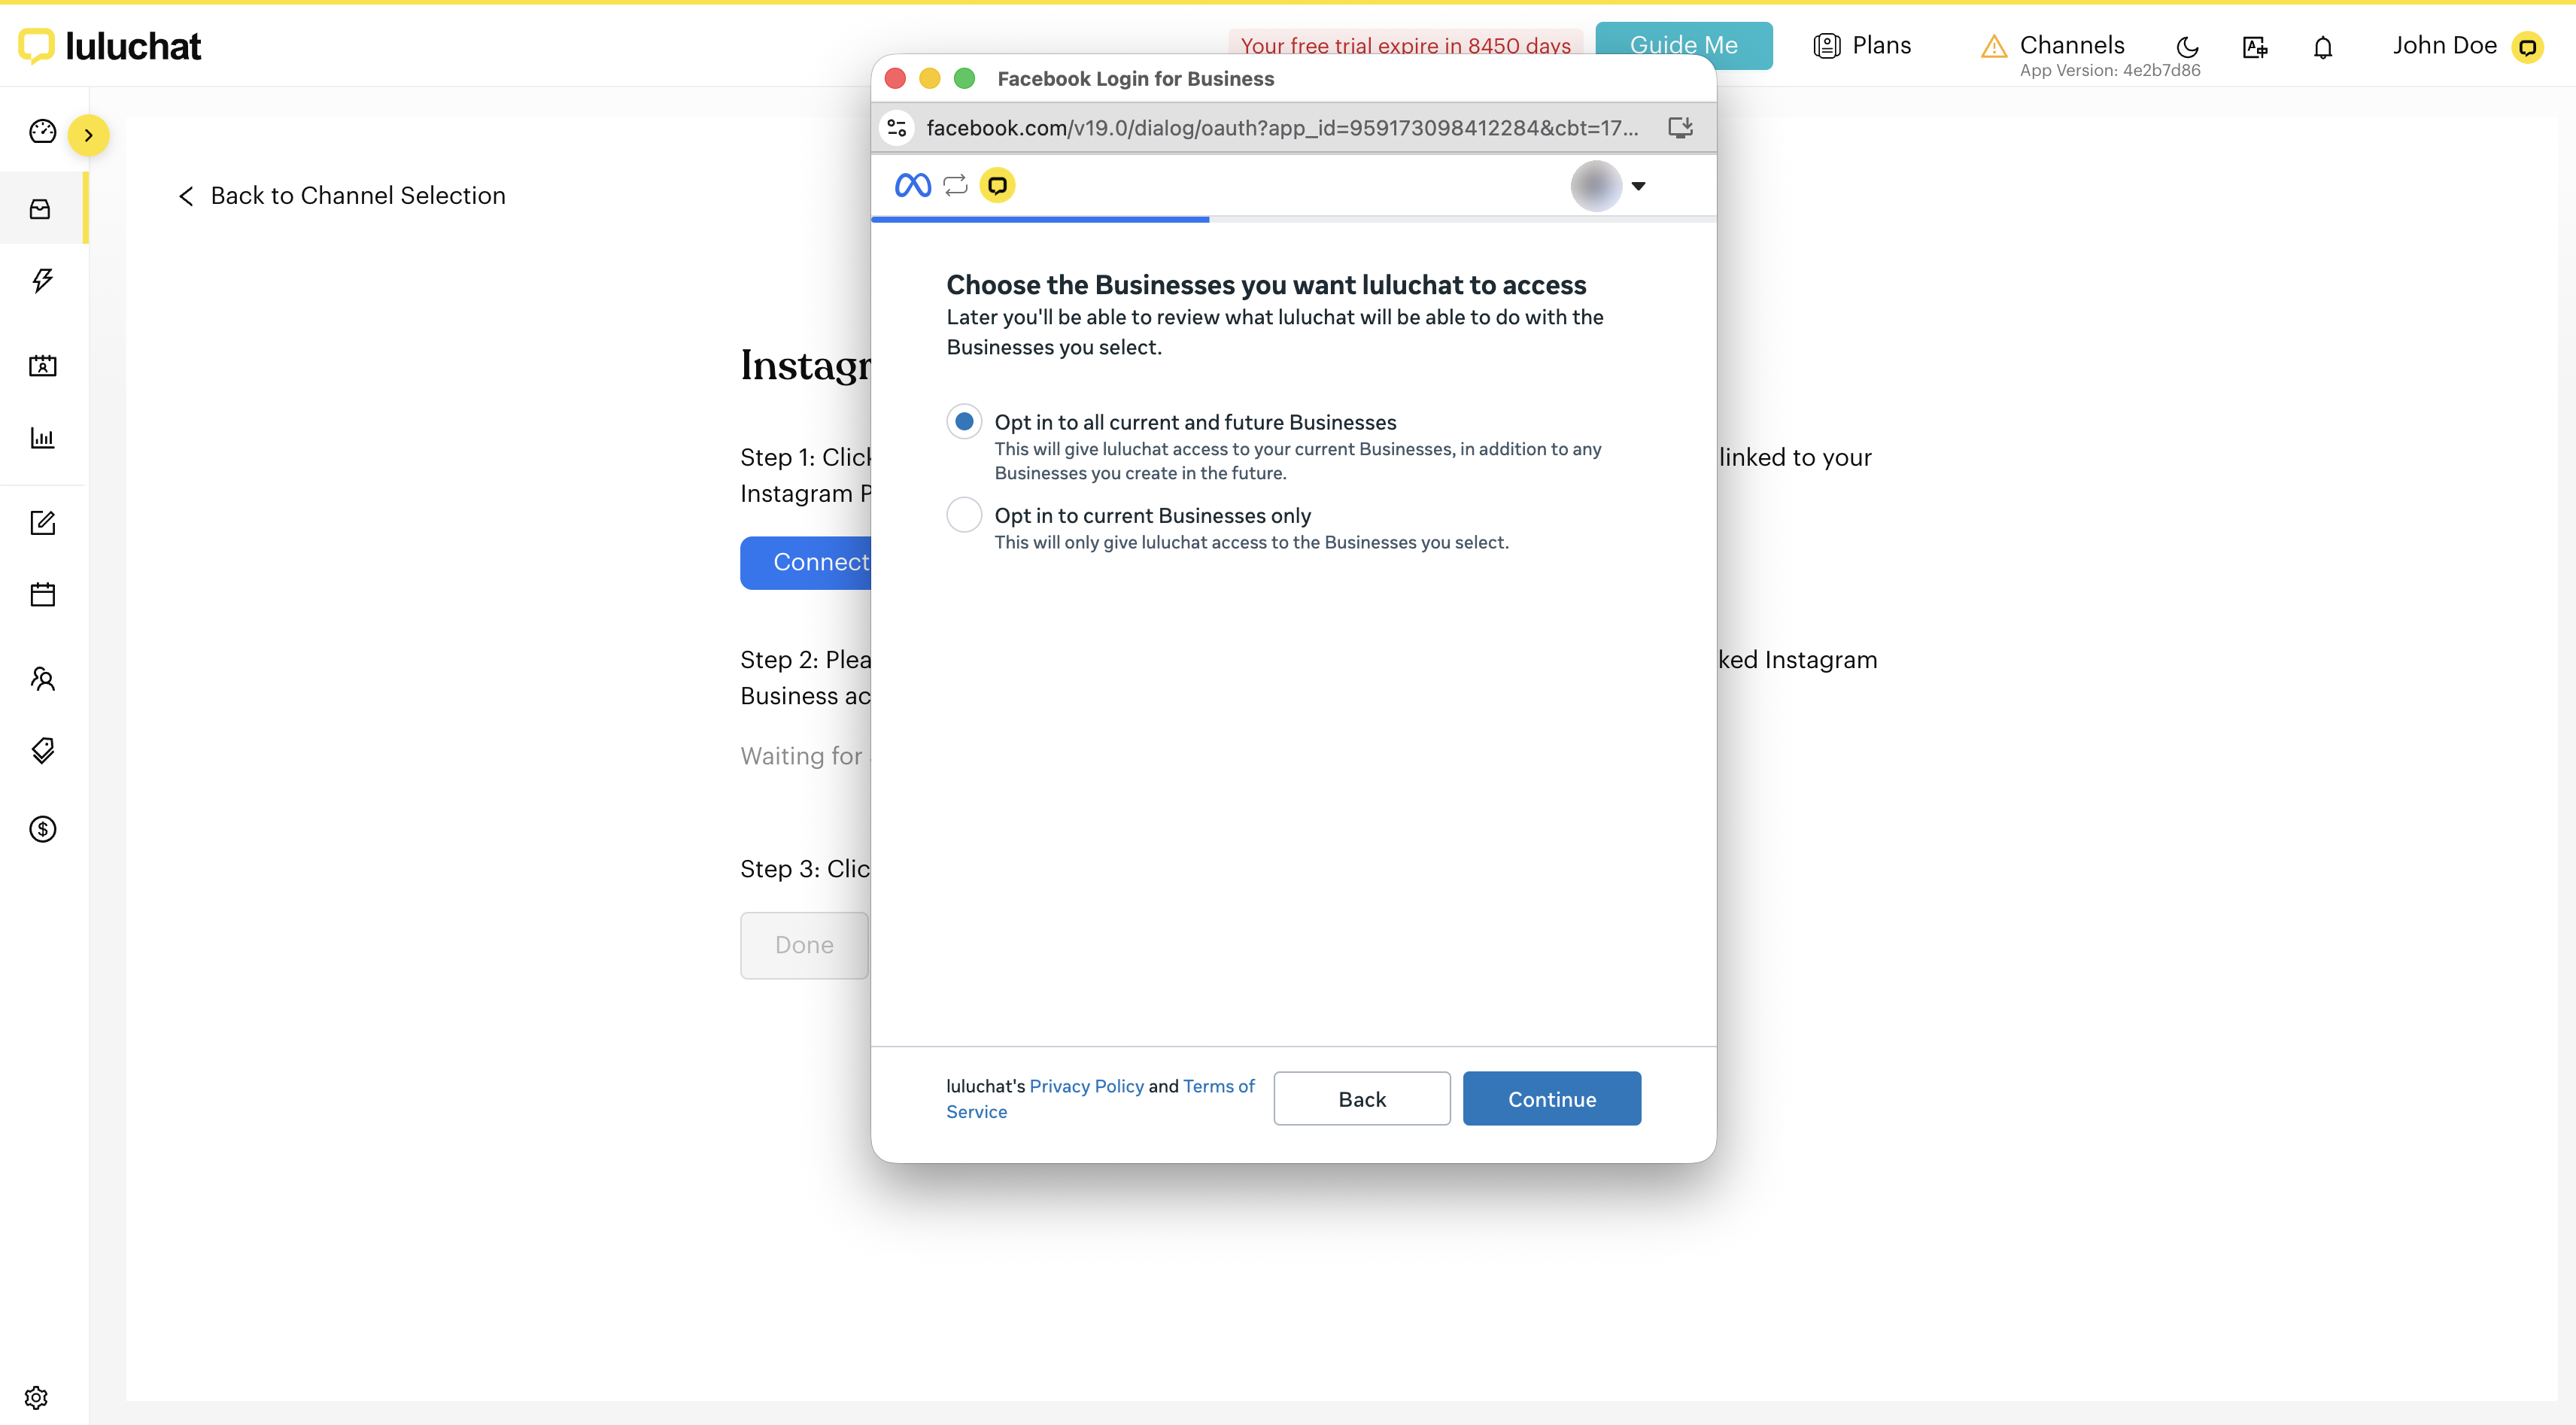 luluchat
Your free trial expire in 8450 days
Guide Me
Plans
Channels
App Version: 4e2b7d86
John Doe
Facebook Login for Business
facebook.com/v19.0/dialog/oauth?app_id=959173098412284&cbt=17...
Back to Channel Selection
Choose the Businesses you want luluchat to access
Later you'll be able to review what luluchat will be able to do with the
Businesses you select.
Opt in to all current and future Businesses
This will give luluchat access to your current Businesses, in addition to any
Businesses you create in the future.
Opt in to current Businesses only
This will only give luluchat access to the Businesses you select.
luluchat's Privacy Policy and Terms of
Service
Back
Continue
Step 1:
linked to your
Instagram
Connect
Step 2:
Instagram
Business
Waiting for
Step 3:
Done